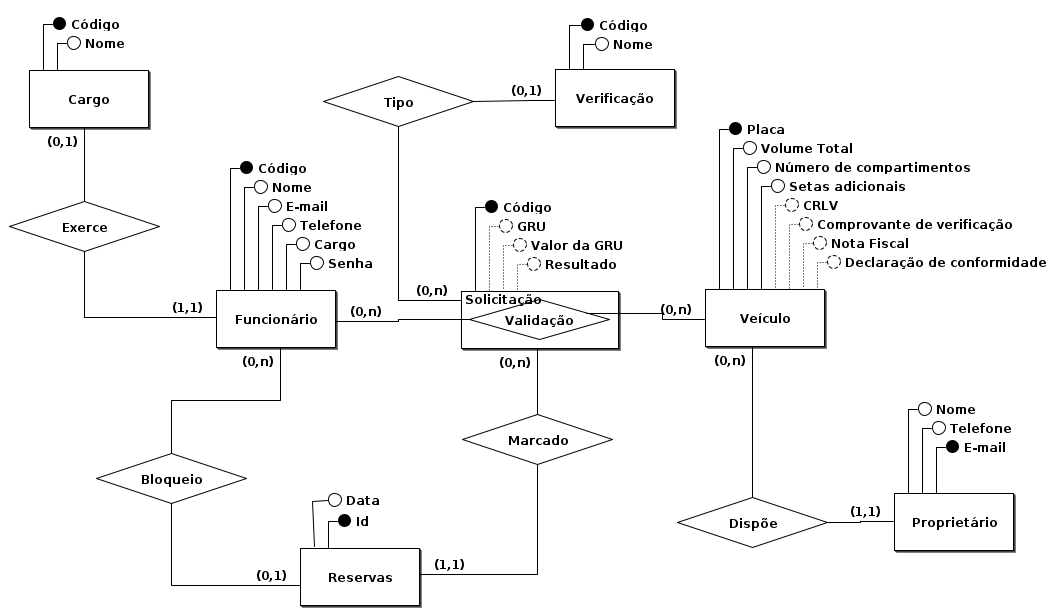 Código
Nome
Cargo
(0,1)
Exerce
(1,1)
Código
Nome
E-mail
Telefone
Cargo
Senha
Funcionário
(0,n)
(0,n)
Bloqueio
(0,1)
Data
Id
Reservas
(1,1)
Código
Nome
Verificação
(0,1)
Tipo
(0,n)
Código
GRU
Valor da GRU
Resultado
Solicitação
Validação
(0,n)
Marcado
(0,n)
Placa
Volume Total
Número de compartimentos
Setas adicionais
CRLV
Comprovante de verificação
Nota Fiscal
Declaração de conformidade
Veículo
(0,n)
Dispõe
(1,1)
Nome
Telefone
E-mail
Proprietário